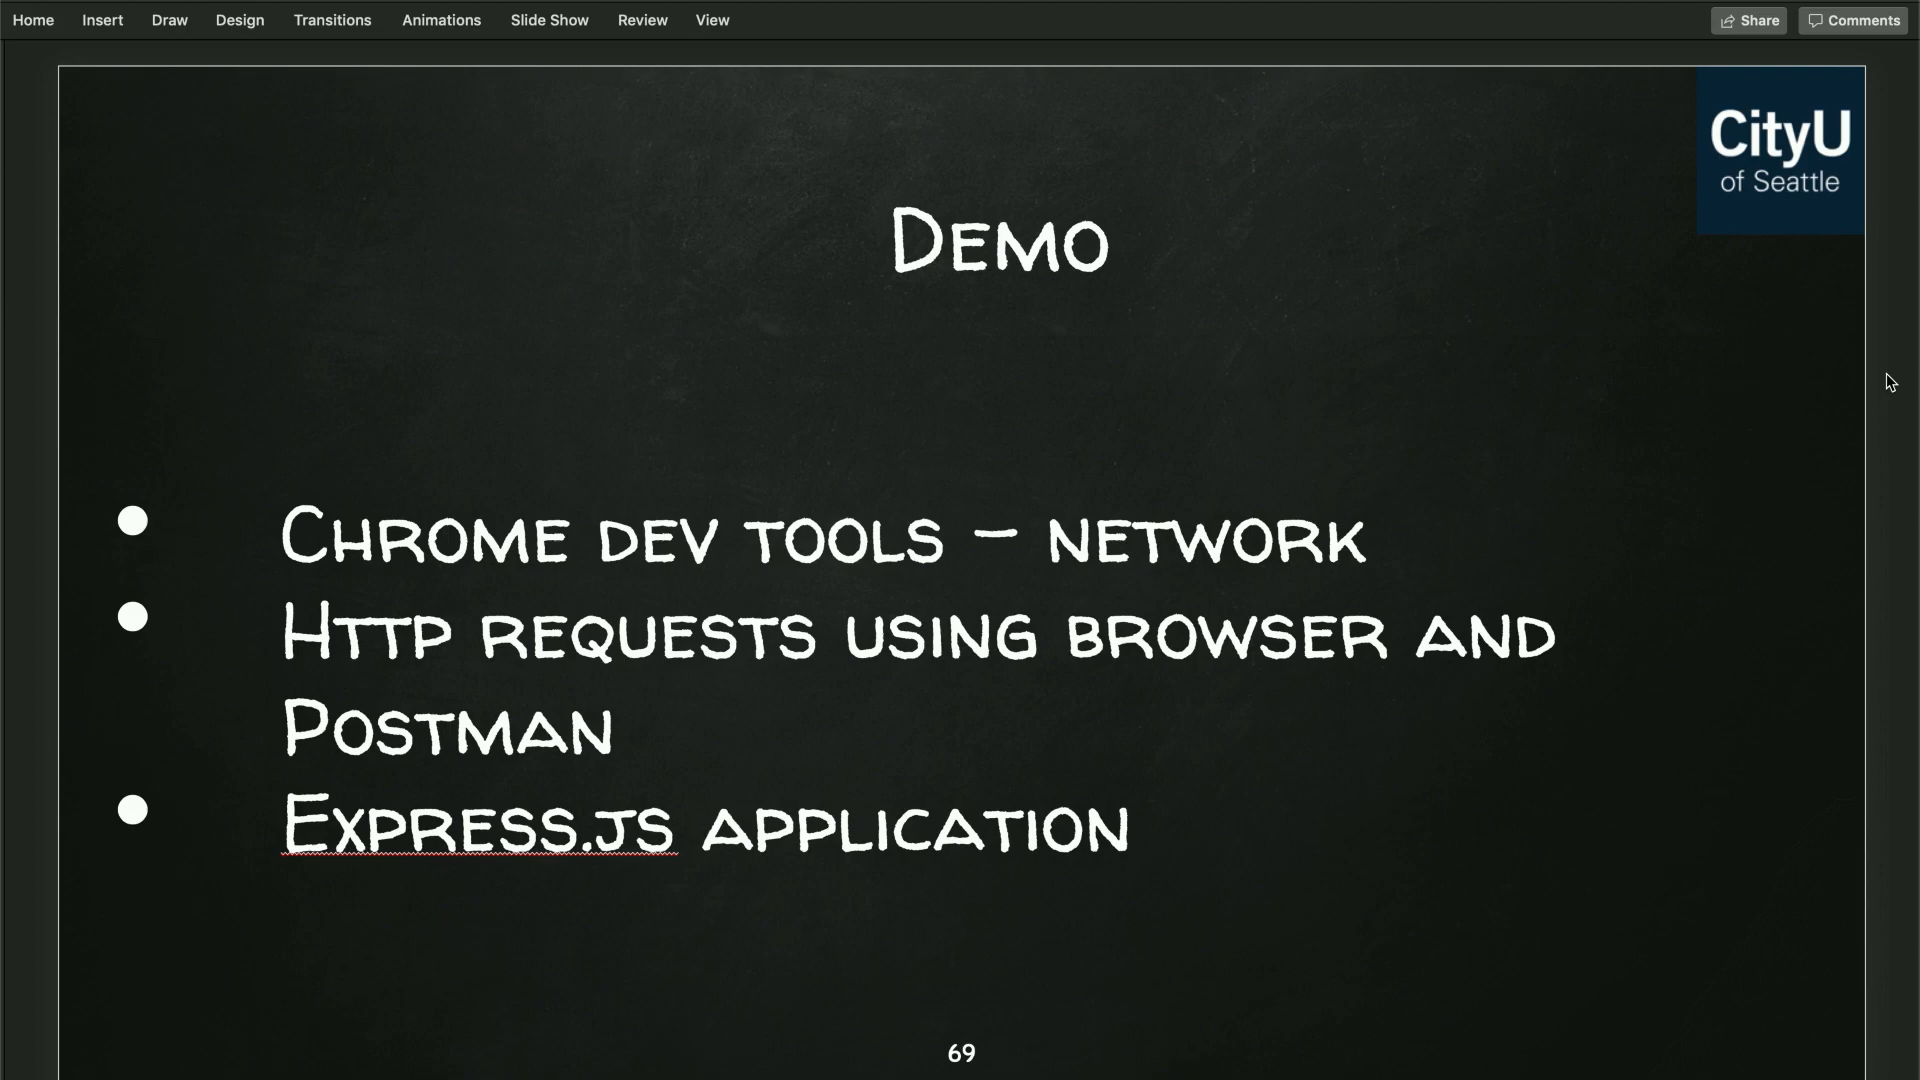 Home Insert Draw Design Transitions Animations Slide Show Review View Share Comments
CityU
of Seattle
Demo
Chrome dev tools – network
Http requests using browser and
Postman
Express.js application
69